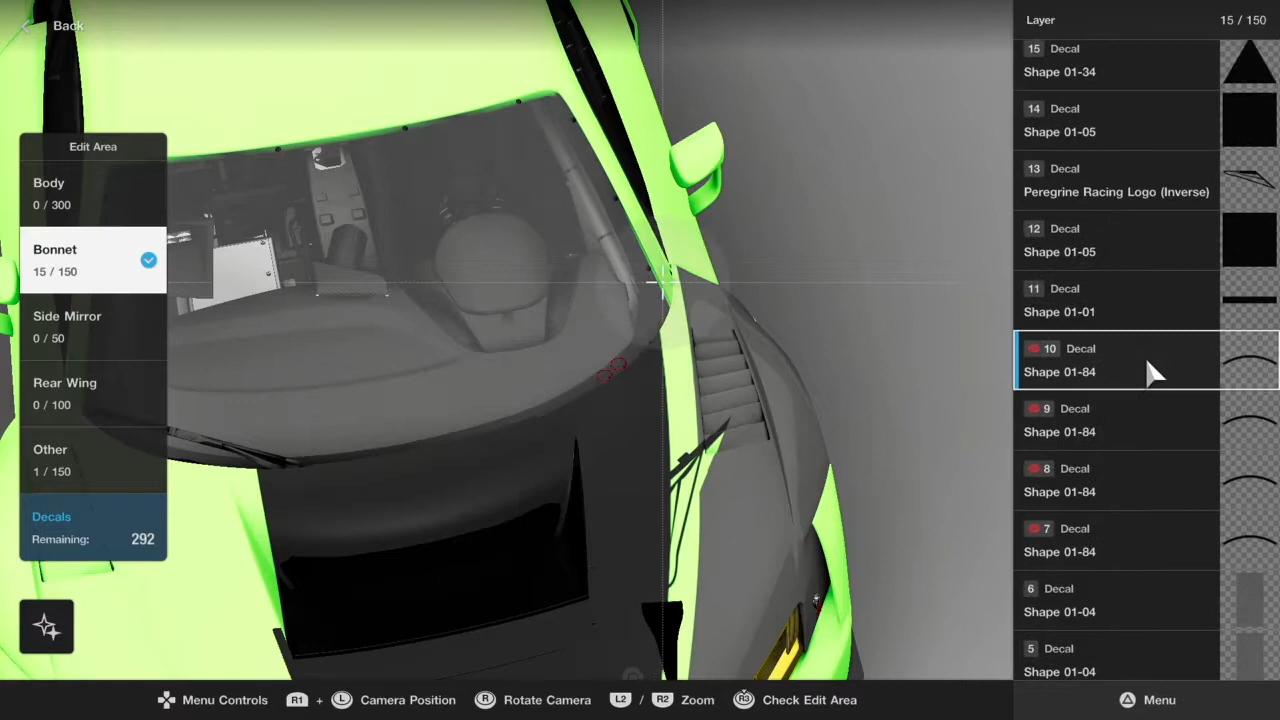 Back
Edit Area
Body
0 / 300
Bonnet
15 / 150
Side Mirror
0 / 50
Rear Wing
0 / 100
Other
1 / 150
Decals
Remaining: 292
Layer 15 / 150
15 Decal
Shape 01-34
14 Decal
Shape 01-05
13 Decal
Peregrine Racing Logo (Inverse)
12 Decal
Shape 01-05
11 Decal
Shape 01-01
10 Decal
Shape 01-84
9 Decal
Shape 01-84
8 Decal
Shape 01-84
7 Decal
Shape 01-84
6 Decal
Shape 01-04
5 Decal
Shape 01-04
Menu Controls R1 + L Camera Position R Rotate Camera L2 / R2 Zoom R3 Check Edit Area Menu